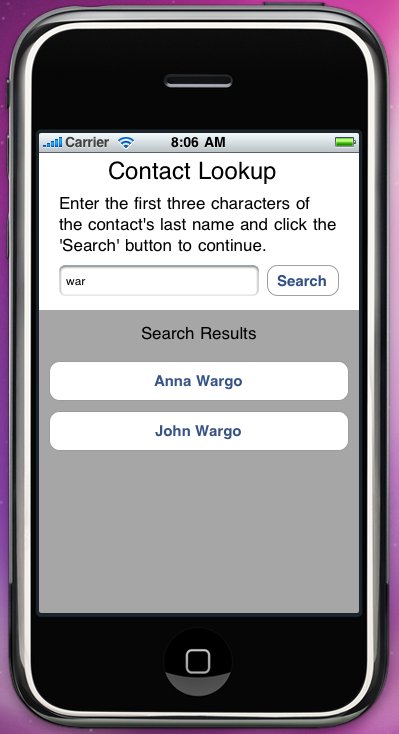 Carrier 8:06 AM
Contact Lookup
Enter the first three characters of
the contact's last name and click the
'Search' button to continue.
war Search
Search Results
Anna Wargo
John Wargo